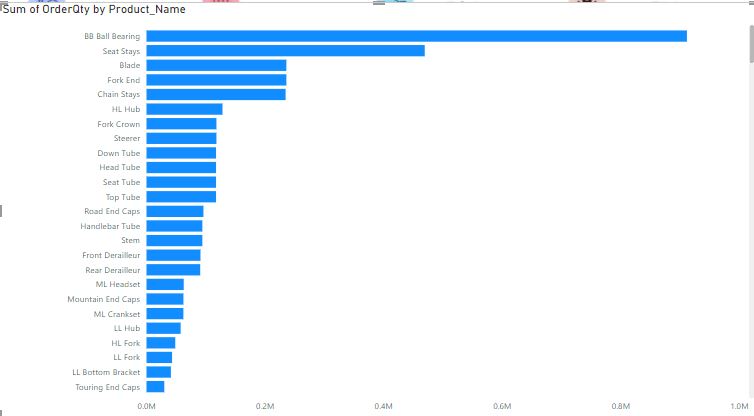 Sum of OrderQty by Product_Name
BB Ball Bearing
Seat Stays
Blade
Fork End
Chain Stays
HL Hub
Fork Crown
Steerer
Down Tube
Head Tube
Seat Tube
Top Tube
Road End Caps
Handlebar Tube
Stem
Front Derailleur
Rear Derailleur
ML Headset
Mountain End Caps
ML Crankset
LL Hub
HL Fork
LL Fork
LL Bottom Bracket
Touring End Caps
0.0M 0.2M 0.4M 0.6M 0.8M 1.0M